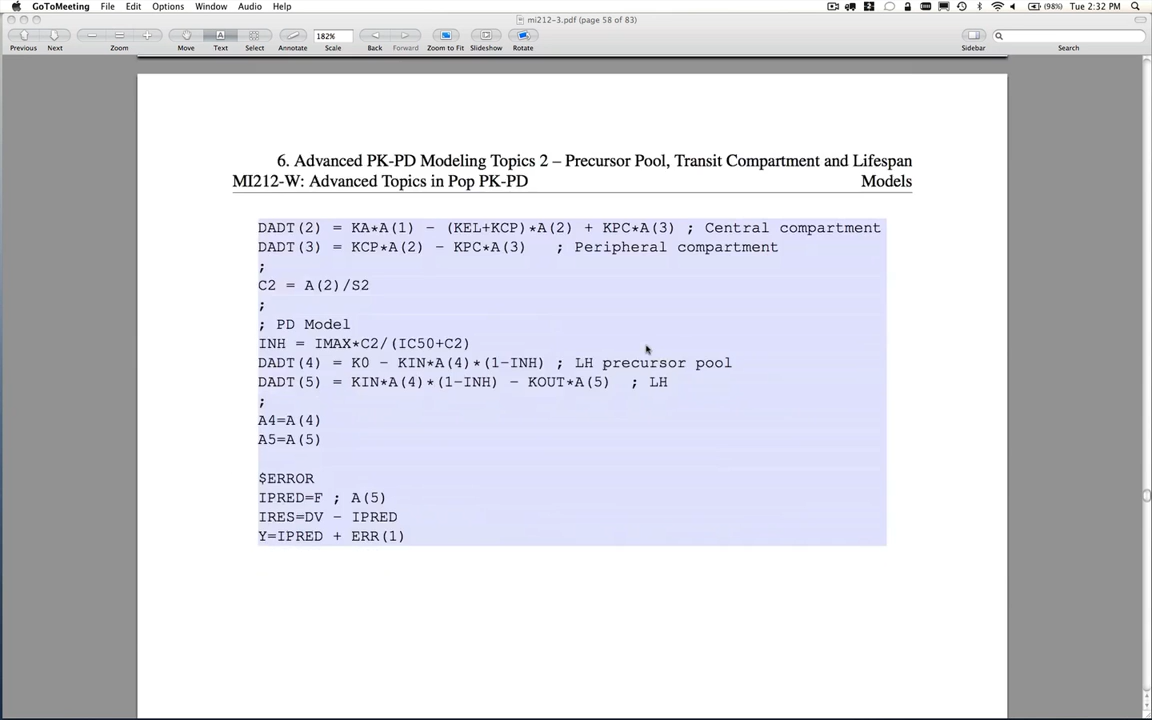 GoToMeeting File Edit Options Window Audio Help (98%) Tue 2:32 PM
mi212-3.pdf (page 58 of 83)
182%
Previous Next Zoom Move Text Select Annotate Scale Back Forward Zoom to Fit Slideshow Rotate Sidebar Search
6. Advanced PK-PD Modeling Topics 2 – Precursor Pool, Transit Compartment and Lifespan
MI212-W: Advanced Topics in Pop PK-PD Models
DADT(2) = KA*A(1) - (KEL+KCP)*A(2) + KPC*A(3) ; Central compartment
DADT(3) = KCP*A(2) - KPC*A(3) ; Peripheral compartment
;
C2 = A(2)/S2
;
; PD Model
INH = IMAX*C2/(IC50+C2)
DADT(4) = K0 - KIN*A(4)*(1-INH) ; LH precursor pool
DADT(5) = KIN*A(4)*(1-INH) - KOUT*A(5) ; LH
;
A4=A(4)
A5=A(5)
$ERROR
IPRED=F ; A(5)
IRES=DV - IPRED
Y=IPRED + ERR(1)